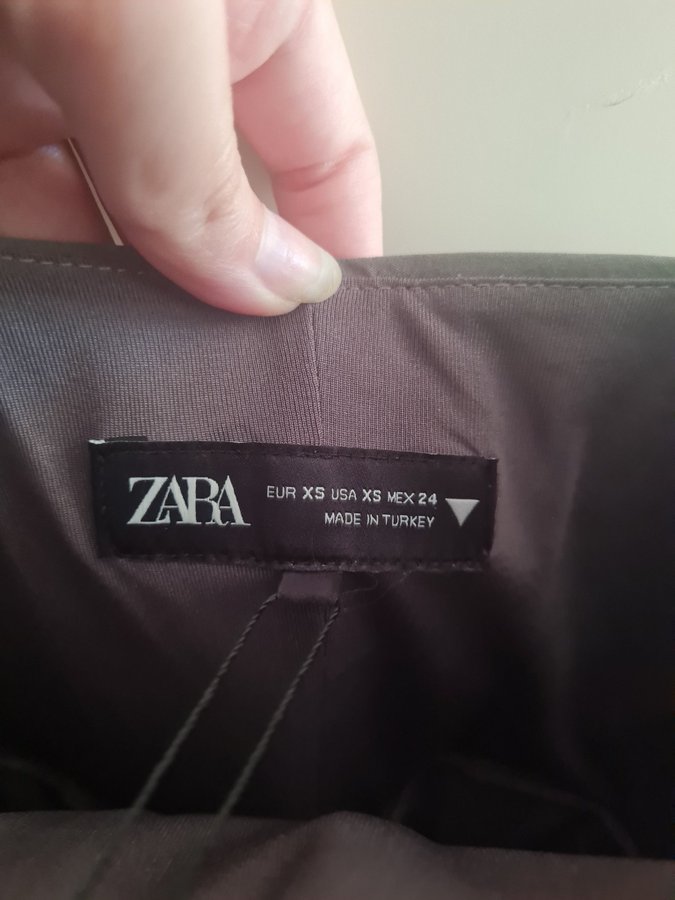 ZARA
EUR XS USA XS MEX 24
MADE IN TURKEY